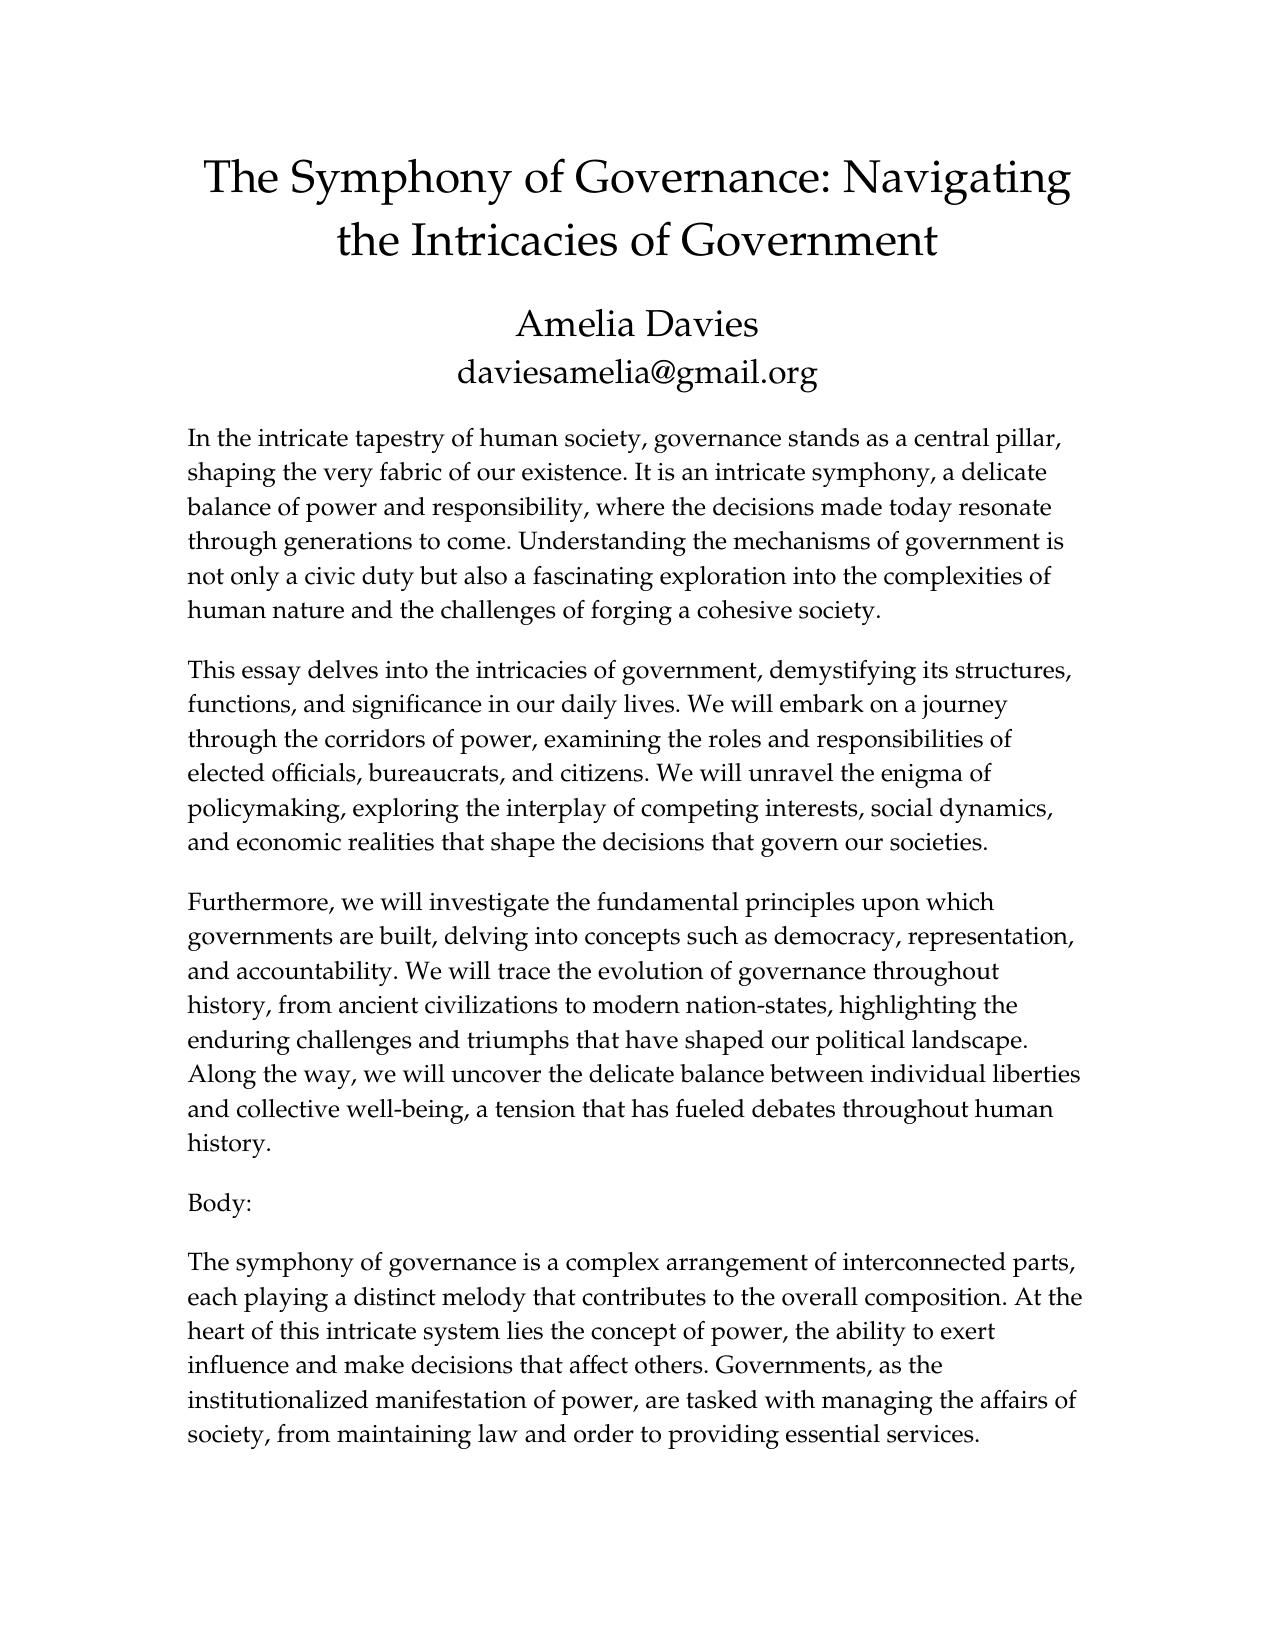 The Symphony of Governance: Navigating
the Intricacies of Government
Amelia Davies
daviesamelia@gmail.org
In the intricate tapestry of human society, governance stands as a central pillar,
shaping the very fabric of our existence. It is an intricate symphony, a delicate
balance of power and responsibility, where the decisions made today resonate
through generations to come. Understanding the mechanisms of government is
not only a civic duty but also a fascinating exploration into the complexities of
human nature and the challenges of forging a cohesive society.
This essay delves into the intricacies of government, demystifying its structures,
functions, and significance in our daily lives. We will embark on a journey
through the corridors of power, examining the roles and responsibilities of
elected officials, bureaucrats, and citizens. We will unravel the enigma of
policymaking, exploring the interplay of competing interests, social dynamics,
and economic realities that shape the decisions that govern our societies.
Furthermore, we will investigate the fundamental principles upon which
governments are built, delving into concepts such as democracy, representation,
and accountability. We will trace the evolution of governance throughout
history, from ancient civilizations to modern nation-states, highlighting the
enduring challenges and triumphs that have shaped our political landscape.
Along the way, we will uncover the delicate balance between individual liberties
and collective well-being, a tension that has fueled debates throughout human
history.
Body:
The symphony of governance is a complex arrangement of interconnected parts,
each playing a distinct melody that contributes to the overall composition. At the
heart of this intricate system lies the concept of power, the ability to exert
influence and make decisions that affect others. Governments, as the
institutionalized manifestation of power, are tasked with managing the affairs of
society, from maintaining law and order to providing essential services.